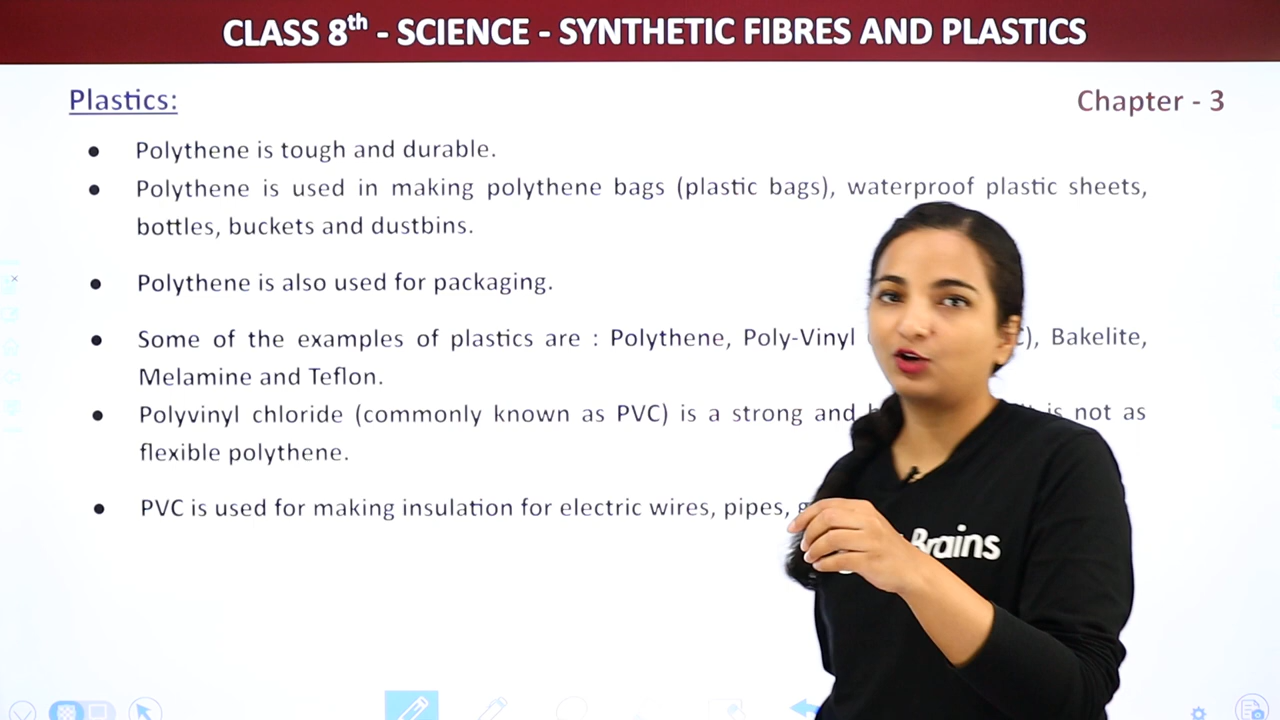 CLASS 8th - SCIENCE - SYNTHETIC FIBRES AND PLASTICS
Plastics:
Chapter - 3
● Polythene is tough and durable.
● Polythene is used in making polythene bags (plastic bags), waterproof plastic sheets,
bottles, buckets and dustbins.
● Polythene is also used for packaging.
● Some of the examples of plastics are : Polythene, Poly-Vinyl Bakelite,
Melamine and Teflon.
● Polyvinyl chloride (commonly known as PVC) is a strong and is not as
flexible polythene.
● PVC is used for making insulation for electric wires, pipes,
Brains